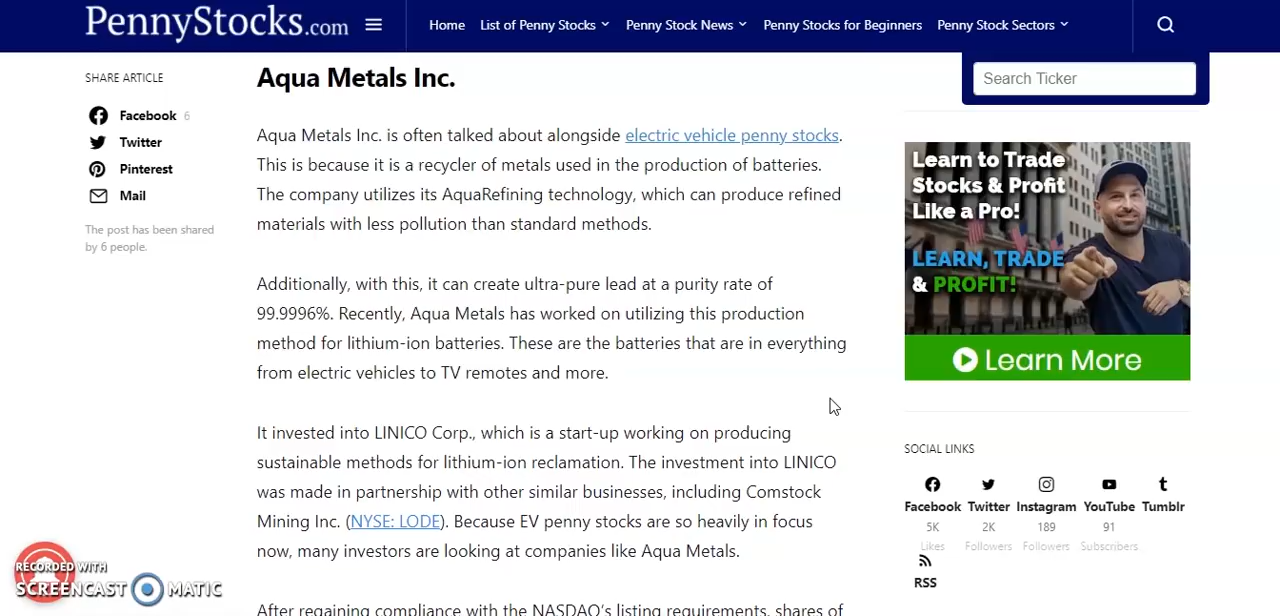 PennyStocks.com
Home
List of Penny Stocks
Penny Stock News
Penny Stocks for Beginners
Penny Stock Sectors
Search Ticker
SHARE ARTICLE
Facebook 6
Twitter
Pinterest
Mail
The post has been shared
by 6 people.
Aqua Metals Inc.
Aqua Metals Inc. is often talked about alongside electric vehicle penny stocks.
This is because it is a recycler of metals used in the production of batteries.
The company utilizes its AquaRefining technology, which can produce refined
materials with less pollution than standard methods.
Additionally, with this, it can create ultra-pure lead at a purity rate of
99.9996%. Recently, Aqua Metals has worked on utilizing this production
method for lithium-ion batteries. These are the batteries that are in everything
from electric vehicles to TV remotes and more.
It invested into LINICO Corp., which is a start-up working on producing
sustainable methods for lithium-ion reclamation. The investment into LINICO
was made in partnership with other similar businesses, including Comstock
Mining Inc. (NYSE: LODE). Because EV penny stocks are so heavily in focus
now, many investors are looking at companies like Aqua Metals.
After regaining compliance with the NASDAQ's listing requirements, shares of
Learn to Trade
Stocks & Profit
Like a Pro!
LEARN, TRADE
& PROFIT!
Learn More
SOCIAL LINKS
Facebook
5K
Likes
Twitter
2K
Followers
Instagram
189
Followers
YouTube
91
Subscribers
Tumblr
RSS
RECORDED WITH
SCREENCAST MATIC